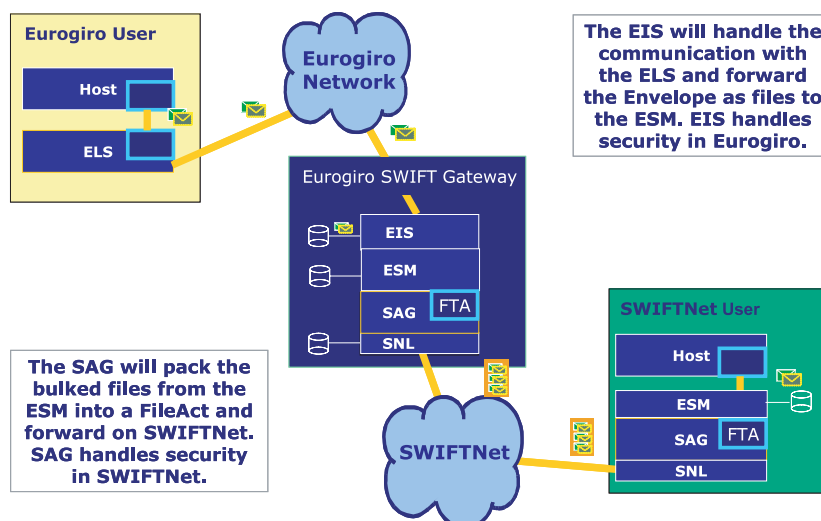 Eurogiro User
Host
ELS
Eurogiro
Network
The EIS will handle the
communication with
the ELS and forward
the Envelope as files to
the ESM. EIS handles
security in Eurogiro.
Eurogiro SWIFT Gateway
EIS
ESM
SAG
FTA
SNL
SWIFTNet User
Host
ESM
SAG
FTA
SNL
The SAG will pack the
bulked files from the
ESM into a FileAct and
forward on SWIFTNet.
SAG handles security
in SWIFTNet.
SWIFTNet